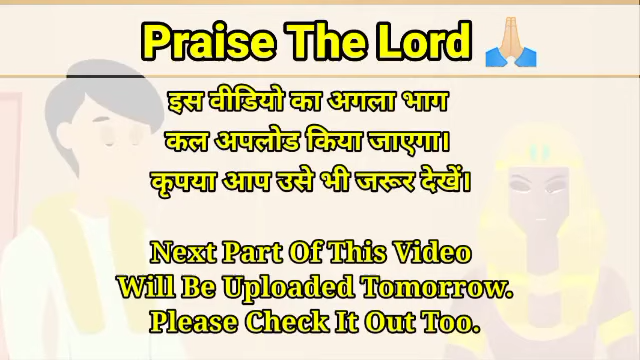 Praise The Lord 🙏
इस वीडियो का अगला भाग
कल अपलोड किया जाएगा।
कृपया आप उसे भी जरूर देखें।
Next Part Of This Video
Will Be Uploaded Tomorrow.
Please Check It Out Too.